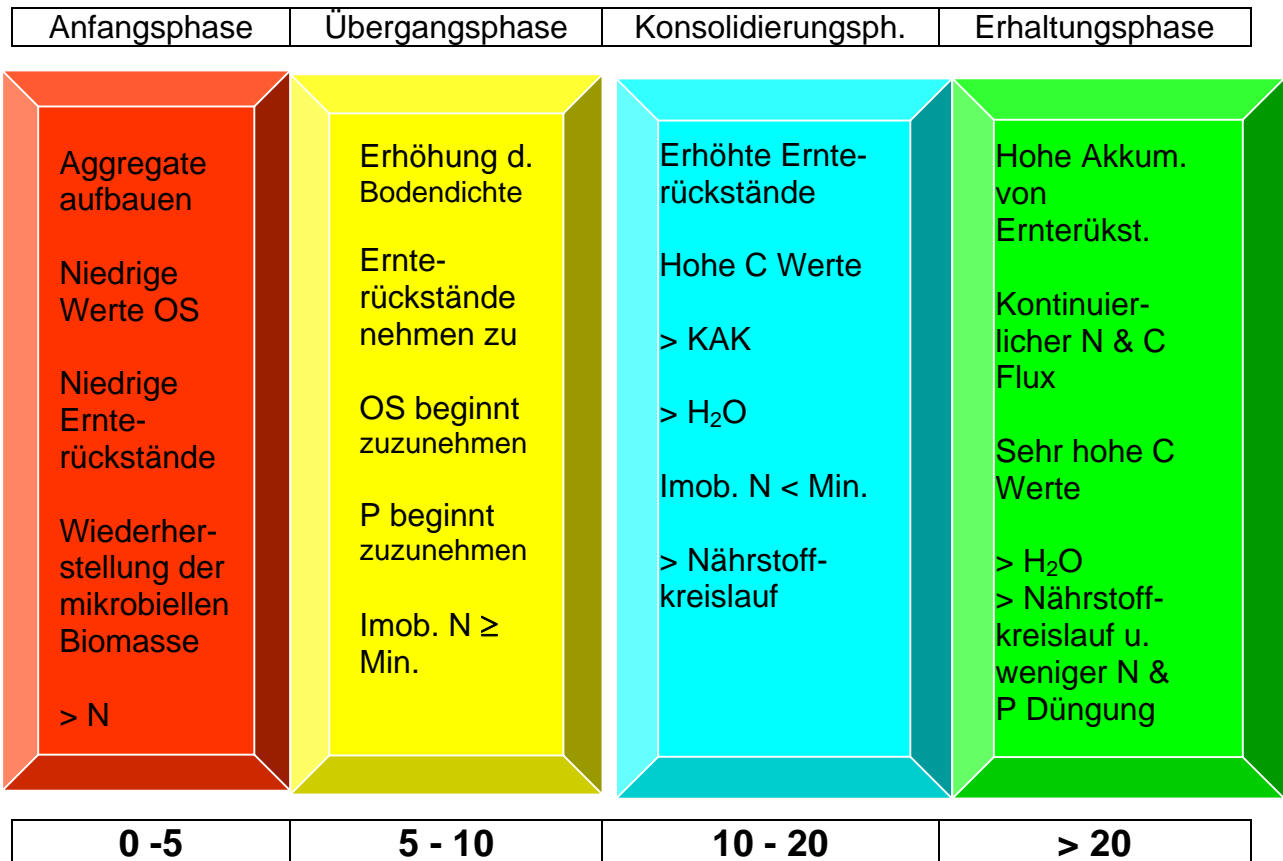 Anfangsphase
Übergangsphase
Konsolidierungsph.
Erhaltungsphase
Aggregate
aufbauen
Niedrige
Werte OS
Niedrige
Ernte-
rückstände
Wiederher-
stellung der
mikrobiellen
Biomasse
> N
Erhöhung d.
Bodendichte
Ernte-
rückstände
nehmen zu
OS beginnt
zuzunehmen
P beginnt
zuzunehmen
Imob. N ≥
Min.
Erhöhte Ernte-
rückstände
Hohe C Werte
> KAK
> H₂O
Imob. N < Min.
> Nährstoff-
kreislauf
Hohe Akkum.
von
Ernterükst.
Kontinuier-
licher N & C
Flux
Sehr hohe C
Werte
> H₂O
> Nährstoff-
kreislauf u.
weniger N &
P Düngung
0 -5
5 - 10
10 - 20
> 20